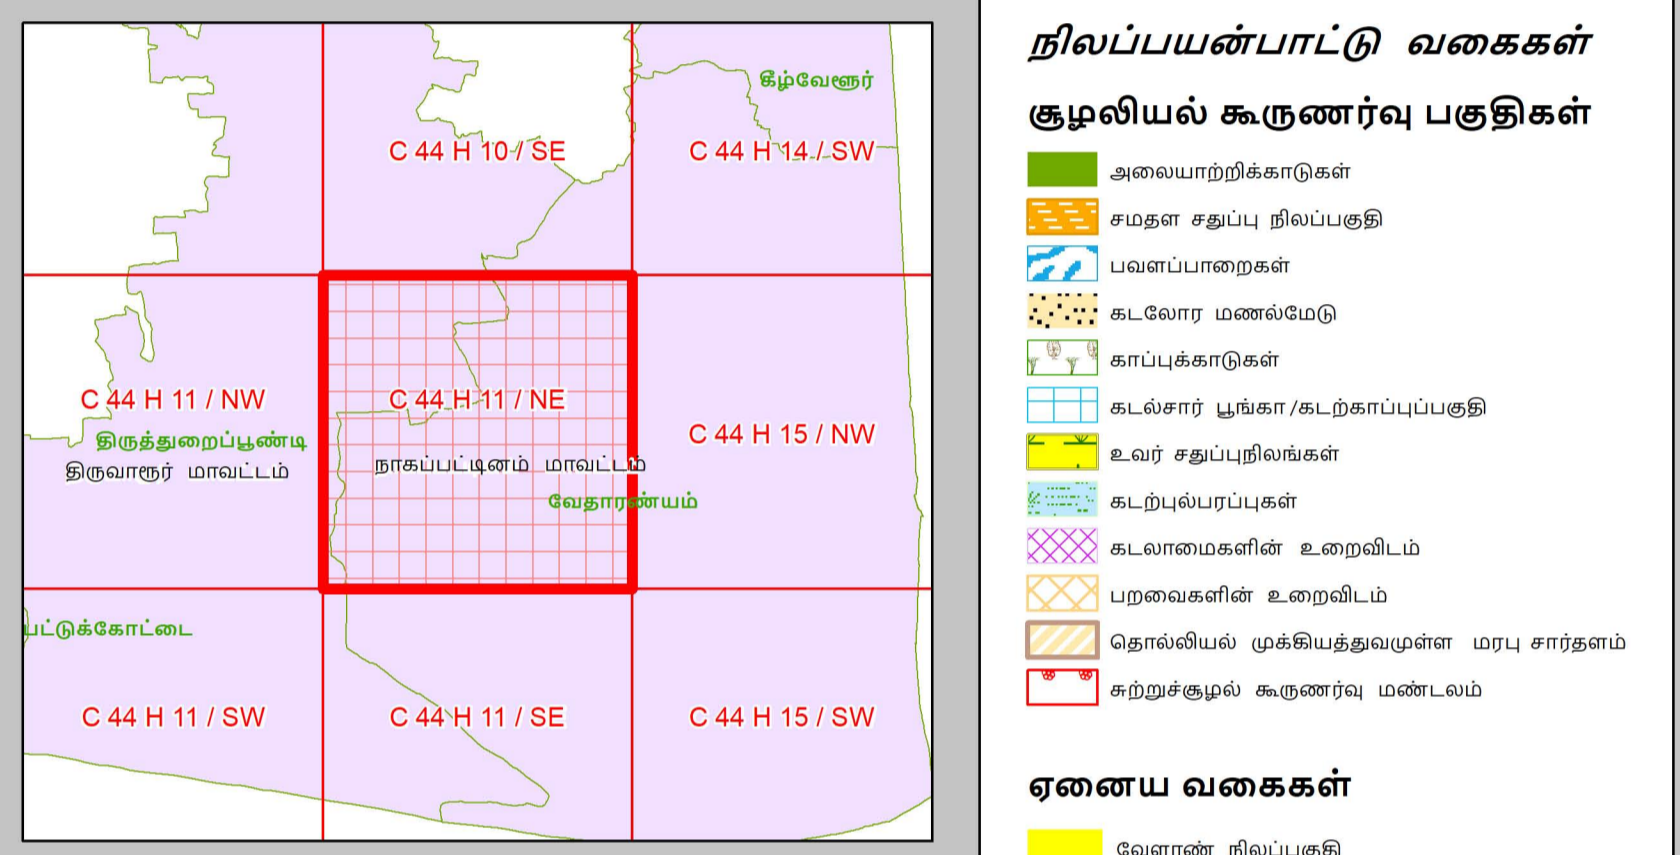 கீழ்வேளூர்
C 44 H 10 / SE
C 44 H 14 / SW
C 44 H 11 / NW
C 44 H 11 / NE
C 44 H 15 / NW
திருத்துறைப்பூண்டி
திருவாரூர் மாவட்டம்
நாகப்பட்டினம் மாவட்டம்
வேதாரண்யம்
பட்டுக்கோட்டை
C 44 H 11 / SW
C 44 H 11 / SE
C 44 H 15 / SW
நிலப்பயன்பாட்டு வகைகள்
சூழலியல் கூருணர்வு பகுதிகள்
அலையாற்றிக்காடுகள்
சமதள சதுப்பு நிலப்பகுதி
பவளப்பாறைகள்
கடலோர மணல்மேடு
காப்புக்காடுகள்
கடல்சார் பூங்கா /கடற்காப்புப்பகுதி
உவர் சதுப்புநிலங்கள்
கடற்புல்பரப்புகள்
கடலாமைகளின் உறைவிடம்
பறவைகளின் உறைவிடம்
தொல்லியல் முக்கியத்துவமுள்ள மரபு சார்தளம்
சுற்றுச்சூழல் கூருணர்வு மண்டலம்
ஏனைய வகைகள்
வேளாண் நிலப்பகுதி